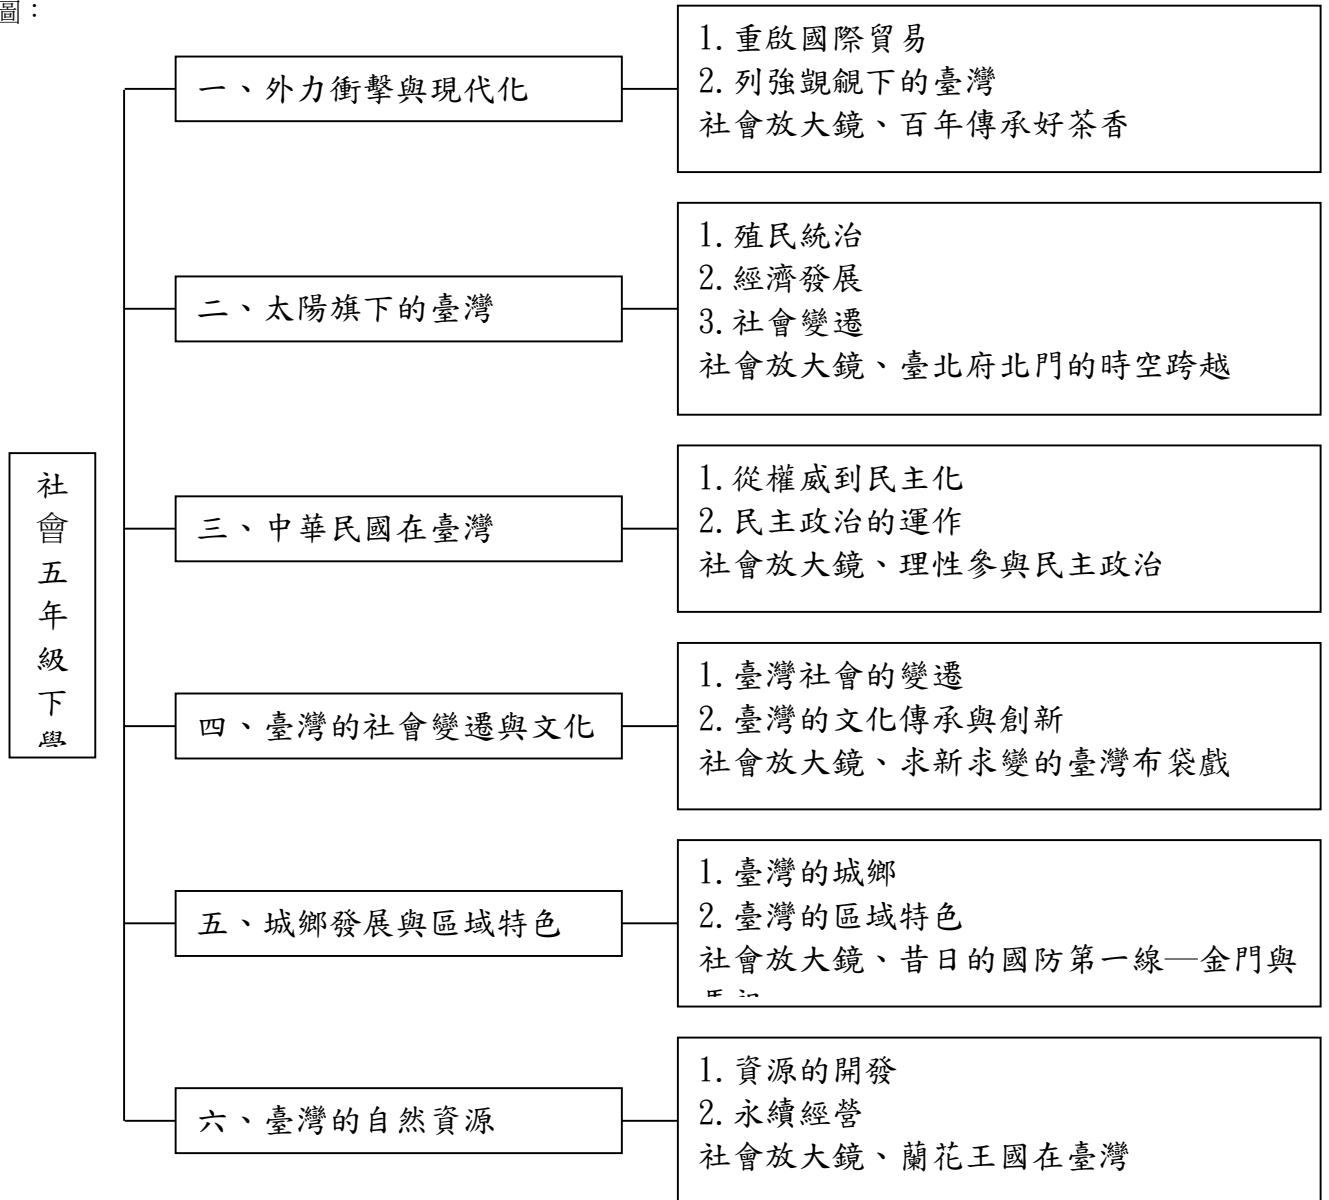 圖：
社會五年級下
一、外力衝擊與現代化
1.重啟國際貿易
2.列強覬覦下的臺灣
社會放大鏡、百年傳承好茶香
二、太陽旗下的臺灣
1.殖民統治
2.經濟發展
3.社會變遷
社會放大鏡、臺北府北門的時空跨越
三、中華民國在臺灣
1.從權威到民主化
2.民主政治的運作
社會放大鏡、理性參與民主政治
四、臺灣的社會變遷與文化
1.臺灣社會的變遷
2.臺灣的文化傳承與創新
社會放大鏡、求新求變的臺灣布袋戲
五、城鄉發展與區域特色
1.臺灣的城鄉
2.臺灣的區域特色
社會放大鏡、昔日的國防第一線—金門與
六、臺灣的自然資源
1.資源的開發
2.永續經營
社會放大鏡、蘭花王國在臺灣